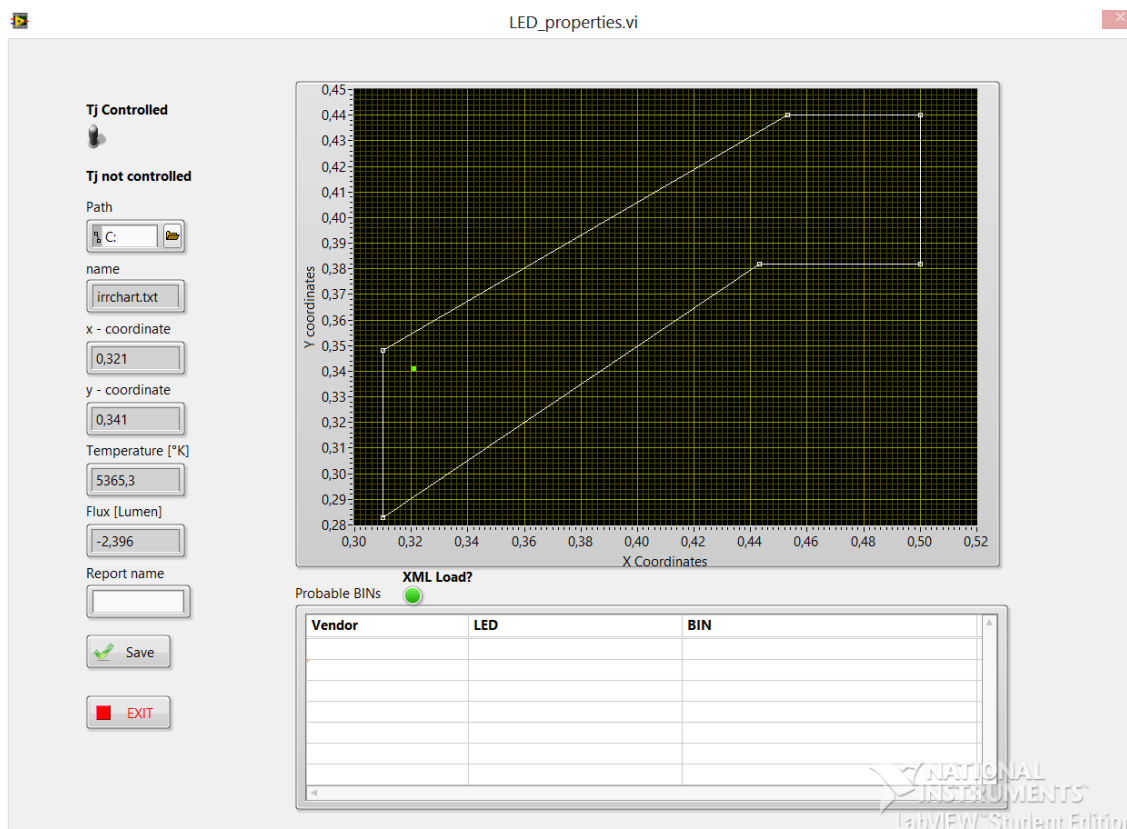 LED_properties.vi
Tj Controlled
Tj not controlled
Path
C:
name
irrchart.txt
x - coordinate
0,321
y - coordinate
0,341
Temperature [°K]
5365,3
Flux [Lumen]
-2,396
Report name
Save
EXIT
0,45
0,44
0,43
0,42
0,41
0,40
0,39
0,38
0,37
0,36
0,35
0,34
0,33
0,32
0,31
0,30
0,29
0,28
Y coordinates
0,30 0,32 0,34 0,36 0,38 0,40 0,42 0,44 0,46 0,48 0,50 0,52
X Coordinates
XML Load?
Probable BINs
Vendor LED BIN
NATIONAL
INSTRUMENTS
LabVIEW™ Student Edition